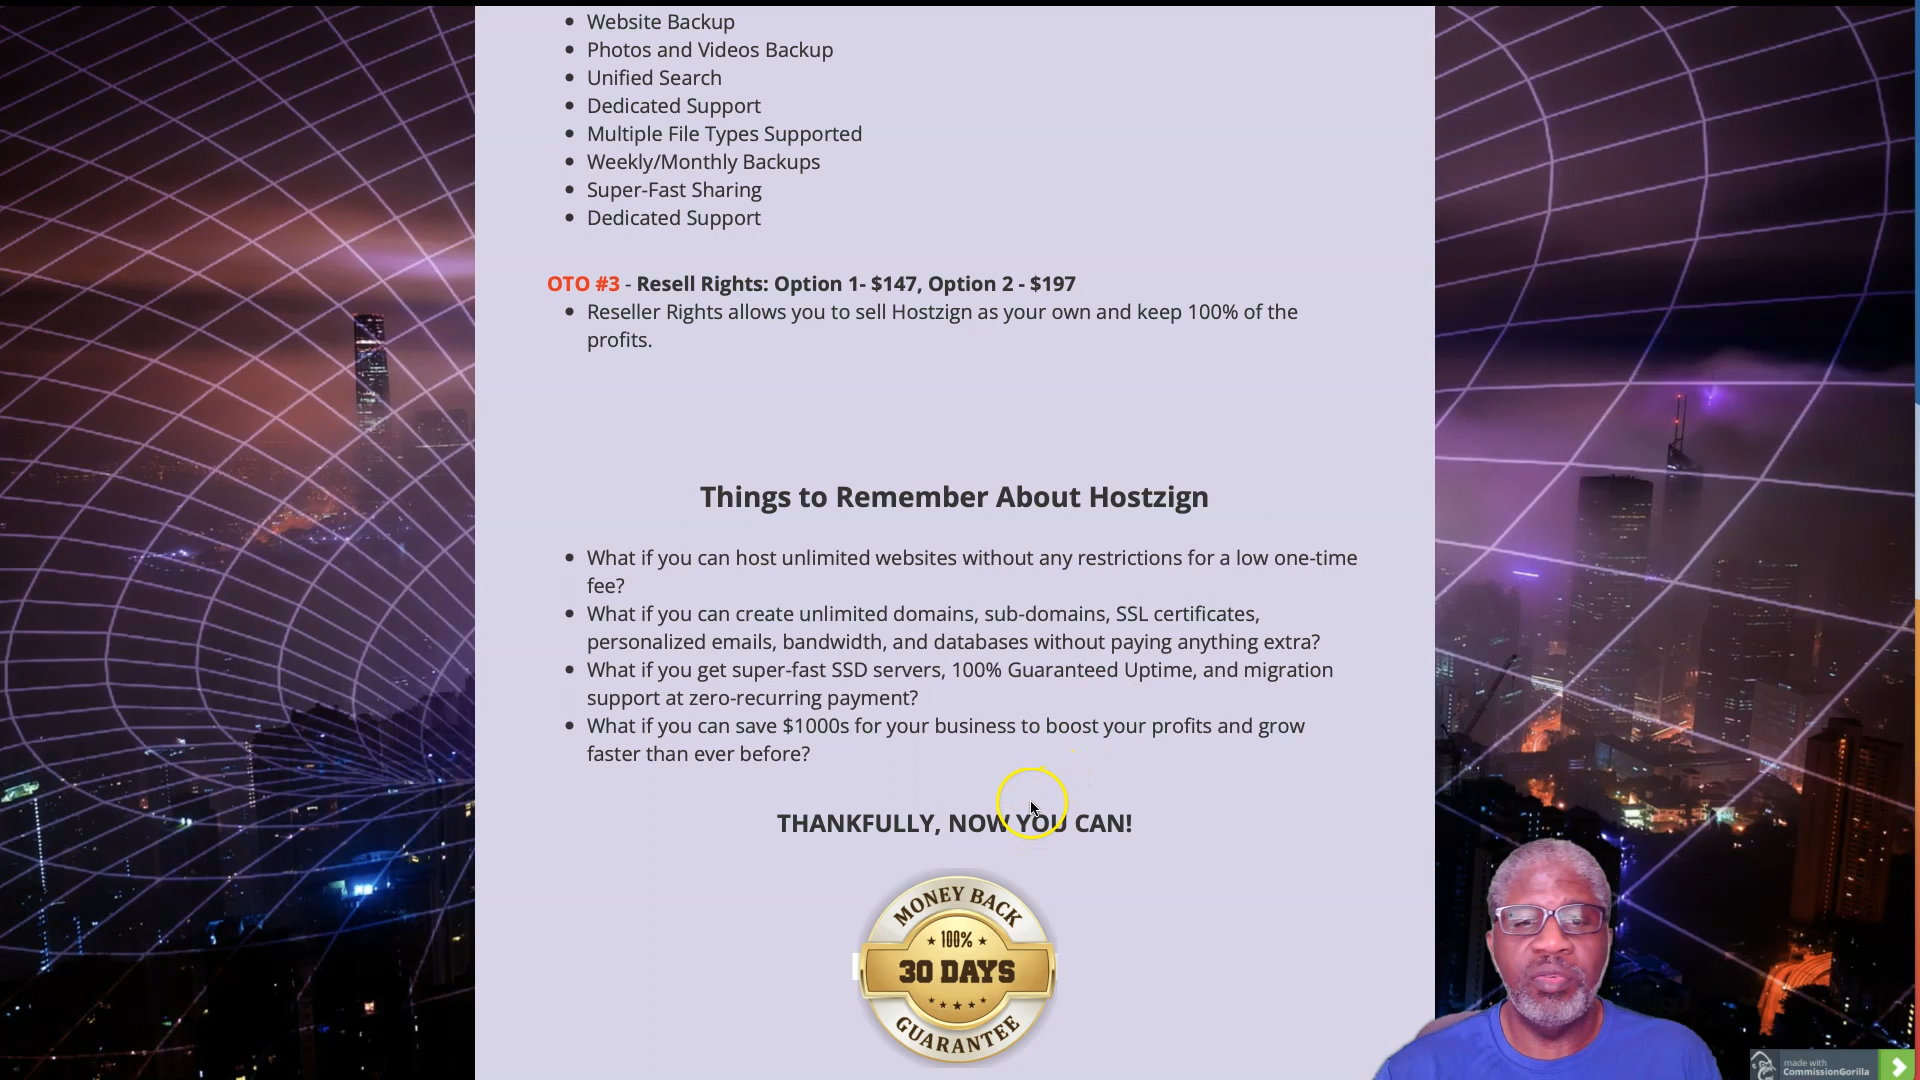 Website Backup
Photos and Videos Backup
Unified Search
Dedicated Support
Multiple File Types Supported
Weekly/Monthly Backups
Super-Fast Sharing
Dedicated Support
OTO #3 - Resell Rights: Option 1- $147, Option 2 - $197
Reseller Rights allows you to sell Hostzign as your own and keep 100% of the
profits.
Things to Remember About Hostzign
What if you can host unlimited websites without any restrictions for a low one-time
fee?
What if you can create unlimited domains, sub-domains, SSL certificates,
personalized emails, bandwidth, and databases without paying anything extra?
What if you get super-fast SSD servers, 100% Guaranteed Uptime, and migration
support at zero-recurring payment?
What if you can save $1000s for your business to boost your profits and grow
faster than ever before?
THANKFULLY, NOW YOU CAN!
MONEY BACK
100%
30 DAYS
GUARANTEE
made with
CommissionGorilla